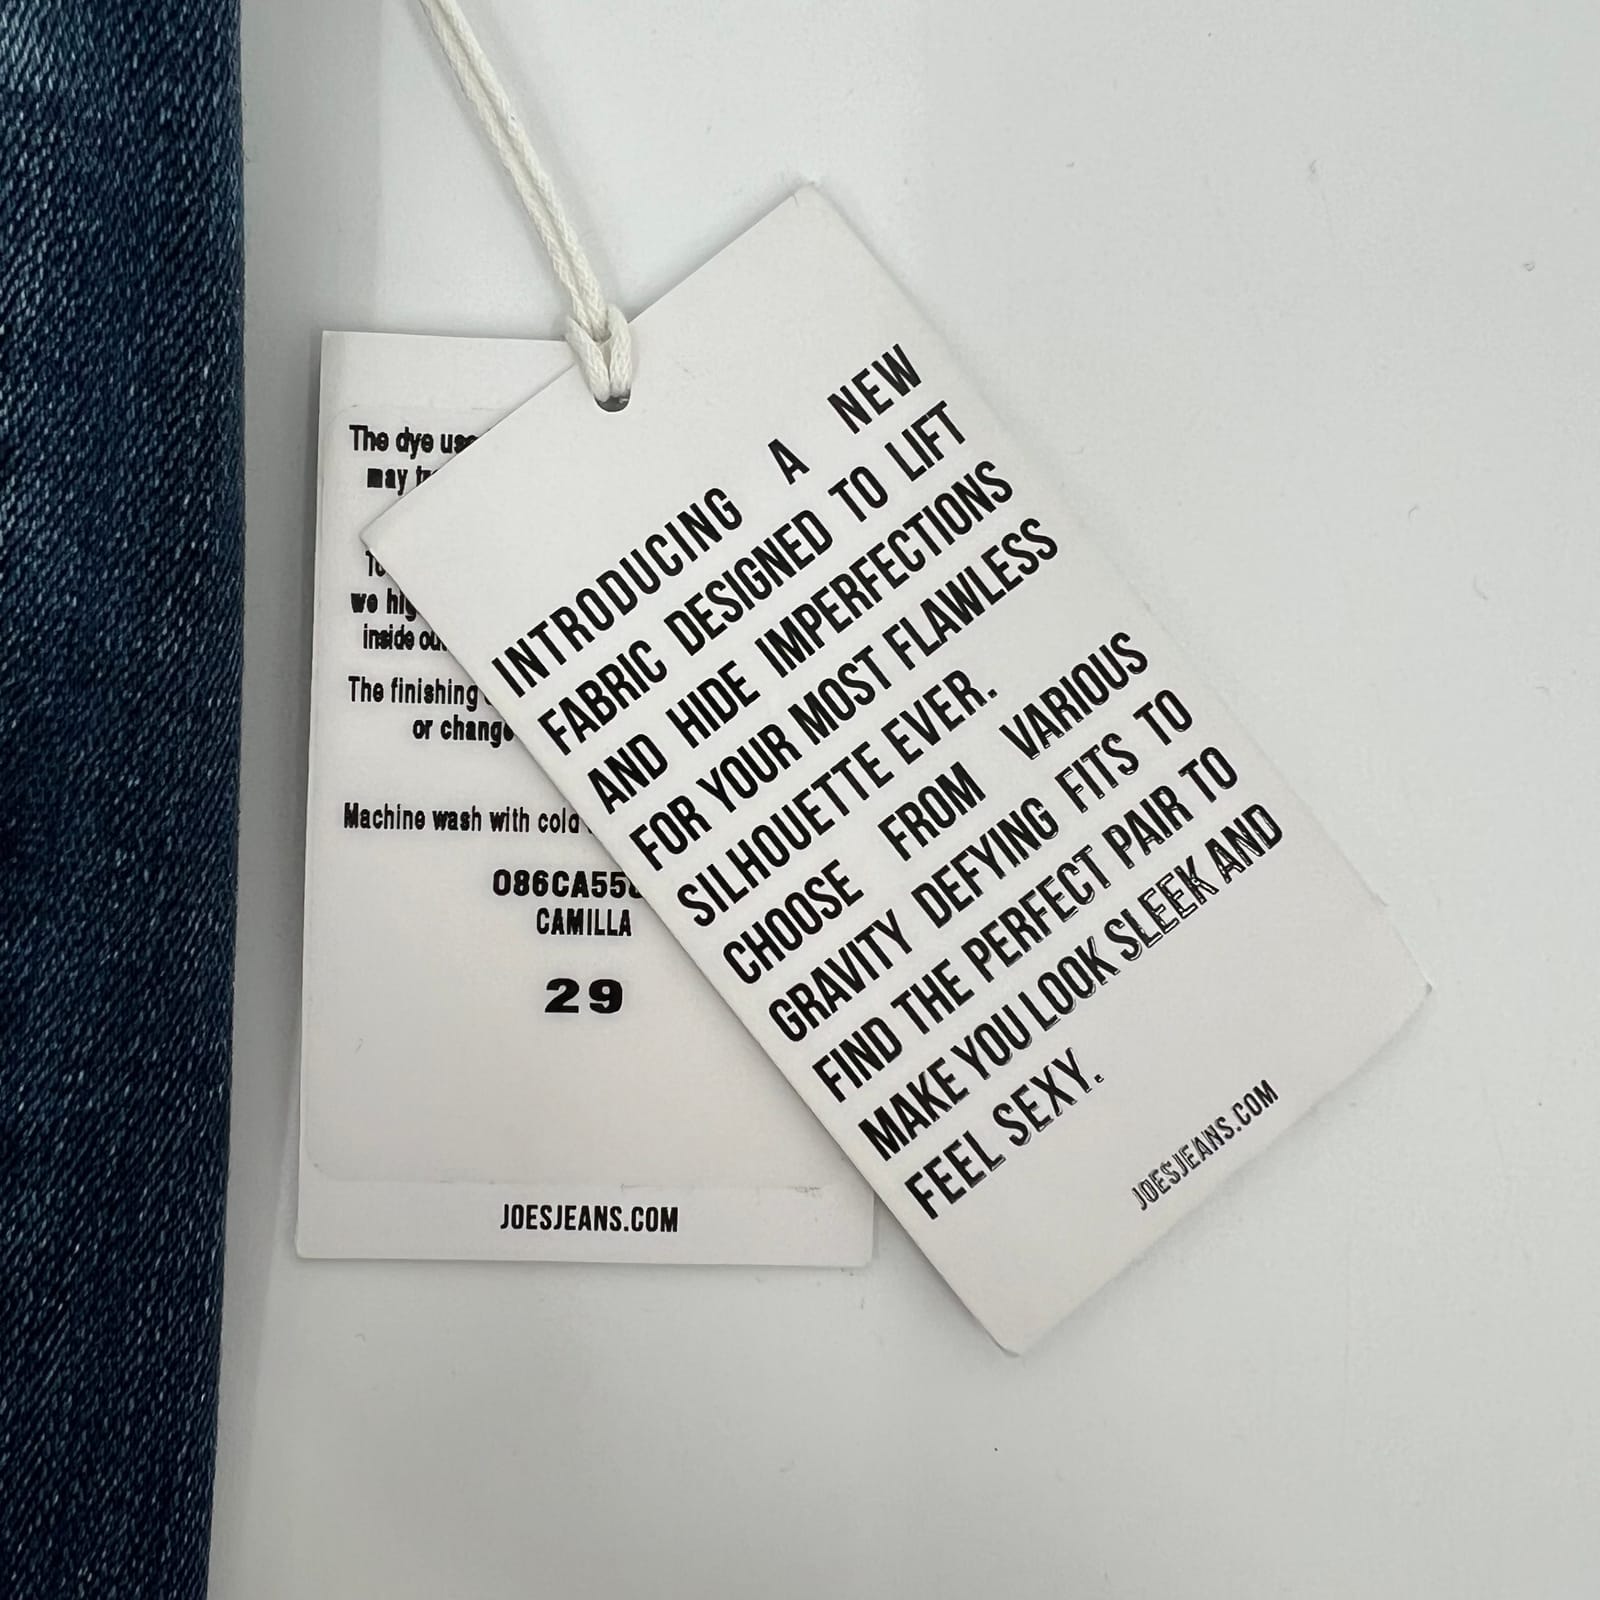 The dye
may
we
inside
The finishing
or change
Machine wash with cold
CAMILLA
29
JOESJEANS.COM
INTRODUCING A NEW
FABRIC DESIGNED TO LIFT
AND HIDE IMPERFECTIONS
FOR YOUR MOST FLAWLESS
SILHOUETTE EVER.
CHOOSE FROM VARIOUS
GRAVITY DEFYING FITS TO
FIND THE PERFECT PAIR TO
MAKE YOU LOOK SLEEK AND
FEEL SEXY.
JOESJEANS.COM